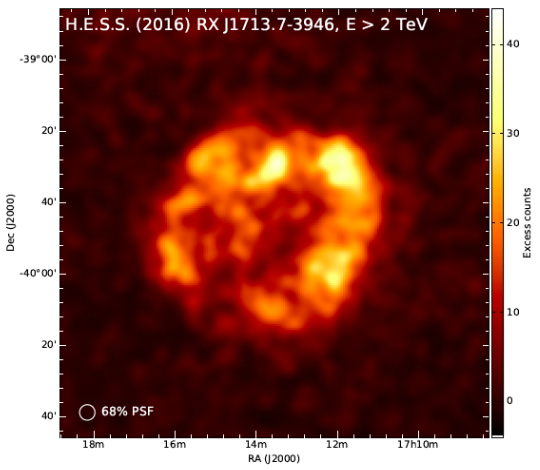 H.E.S.S. (2016) RX J1713.7-3946, E > 2 TeV
-39°00'
20'
40'
-40°00'
20'
40'
Dec (J2000)
68% PSF
18m
16m
14m
12m
17h10m
RA (J2000)
40
30
20
10
0
Excess counts